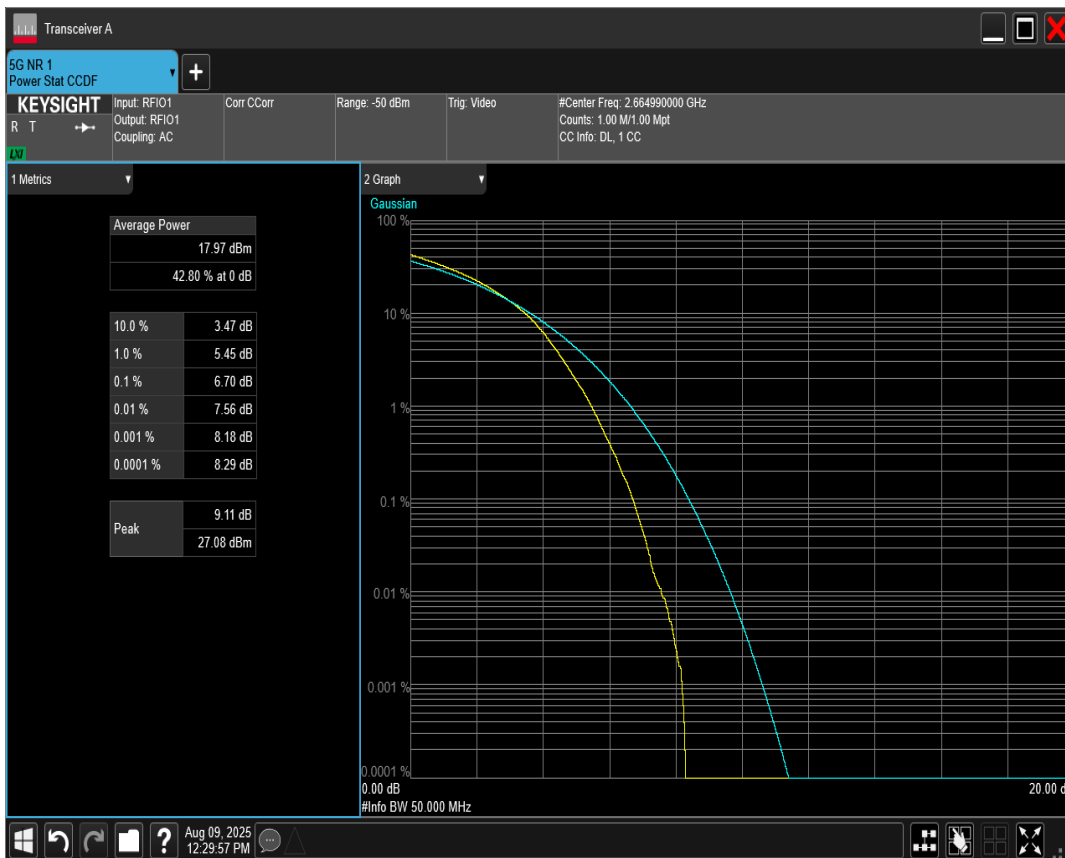 Transceiver A
5G NR 1
Power Stat CCDF
KEYSIGHT
R T
LXI
Input: RFIO1
Output: RFIO1
Coupling: AC
Corr CCorr
Range: -50 dBm
Trig: Video
#Center Freq: 2.664990000 GHz
Counts: 1.00 M/1.00 Mpt
CC Info: DL, 1 CC
1 Metrics
Average Power
17.97 dBm
42.80 % at 0 dB
10.0 % 3.47 dB
1.0 % 5.45 dB
0.1 % 6.70 dB
0.01 % 7.56 dB
0.001 % 8.18 dB
0.0001 % 8.29 dB
Peak
9.11 dB
27.08 dBm
2 Graph
Gaussian
100 %
10 %
1 %
0.1 %
0.01 %
0.001 %
0.0001 %
0.00 dB
20.00 d
#Info BW 50.000 MHz
?
Aug 09, 2025
12:29:57 PM